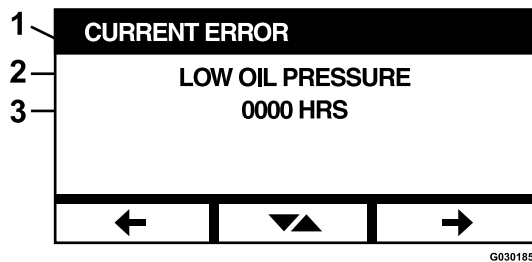 1
CURRENT ERROR
2
LOW OIL PRESSURE
3
0000 HRS
G030185